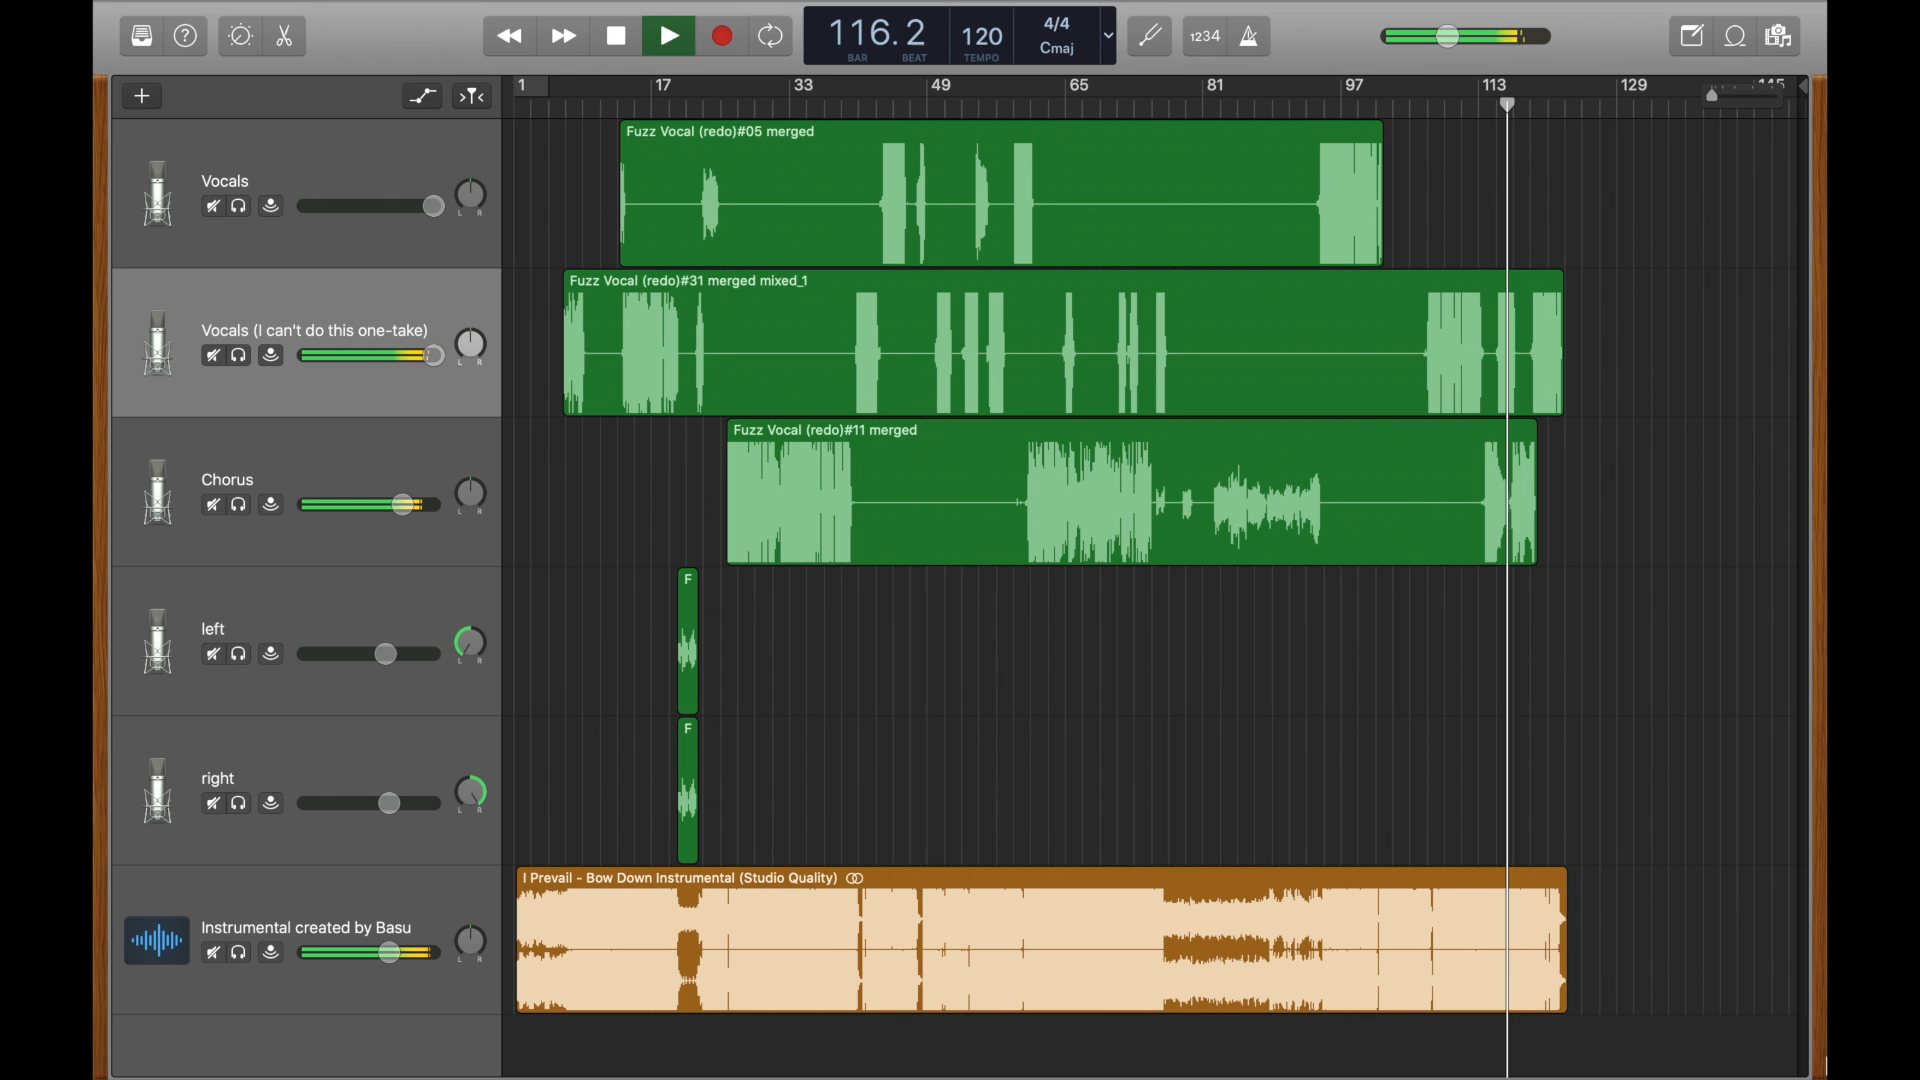 116.2
BAR BEAT
120
TEMPO
4/4
Cmaj
1234
1 17 33 49 65 81 97 113 129 145
Fuzz Vocal (redo)#05 merged
Vocals
L R
Fuzz Vocal (redo)#31 merged mixed_1
Vocals (I can't do this one-take)
L R
Fuzz Vocal (redo)#11 merged
Chorus
L R
F
left
L R
F
right
L R
I Prevail - Bow Down Instrumental (Studio Quality)
Instrumental created by Basu
L R